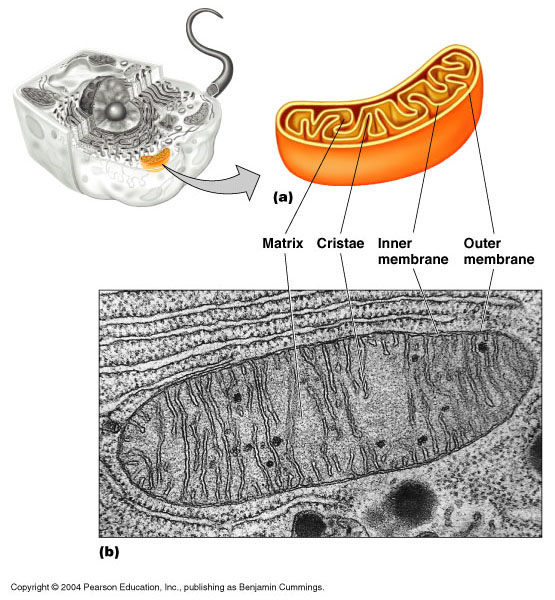 (a)
Matrix Cristae Inner membrane Outer membrane
(b)
Copyright © 2004 Pearson Education, Inc., publishing as Benjamin Cummings.